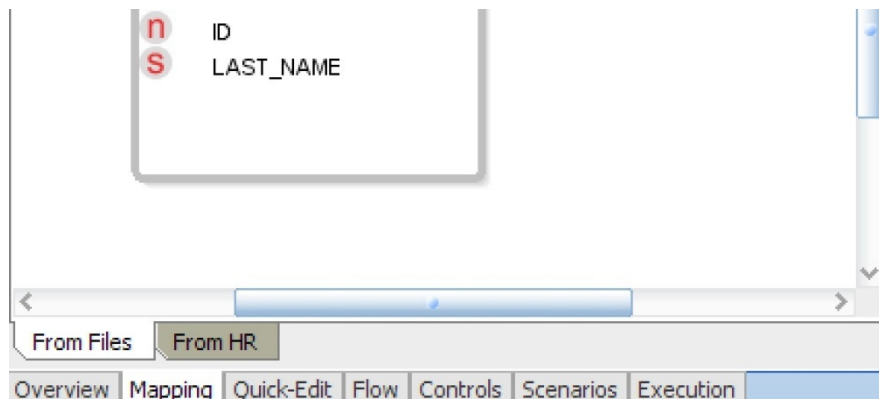 n ID
s LAST_NAME
From Files From HR
Overview Mapping Quick-Edit Flow Controls Scenarios Execution